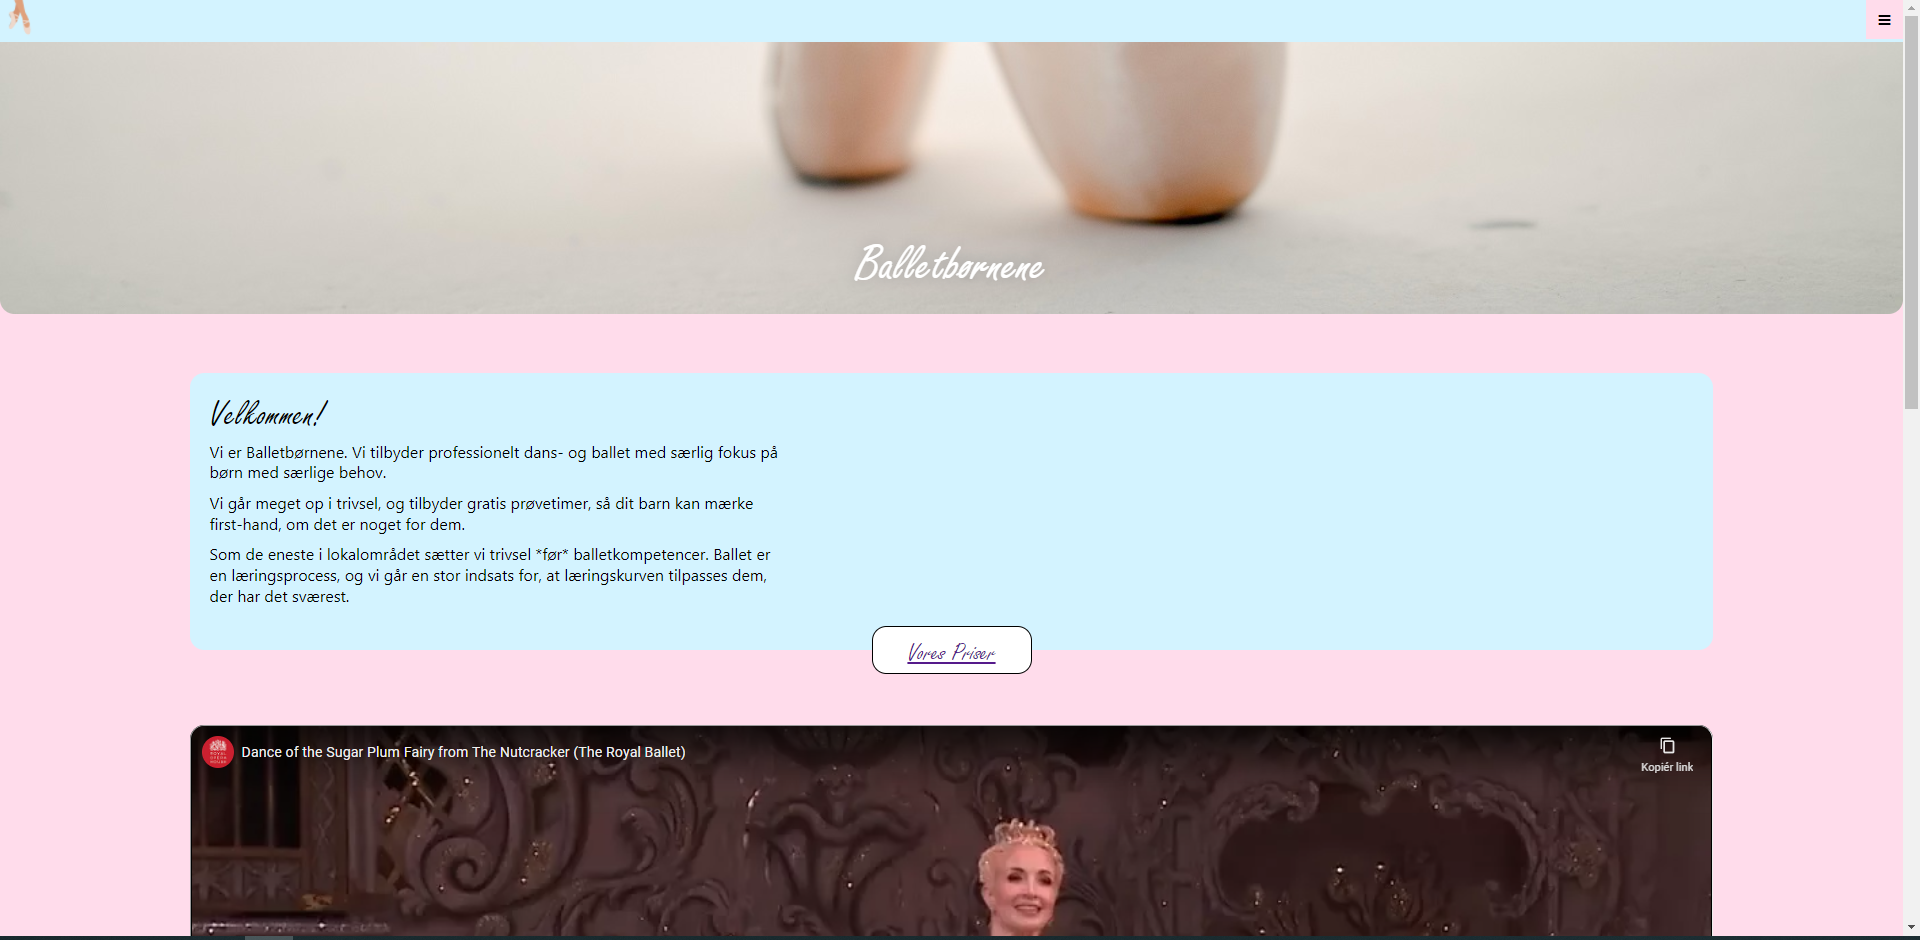 Balletbørnene
Velkommen!
Vi er Balletbørnene. Vi tilbyder professionelt dans- og ballet med særlig fokus på
børn med særlige behov.
Vi går meget op i trivsel, og tilbyder gratis prøvetimer, så dit barn kan mærke
first-hand, om det er noget for dem.
Som de eneste i lokalområdet sætter vi trivsel *før* balletkompetencer. Ballet er
en læringsprocess, og vi går en stor indsats for, at læringskurven tilpasses dem,
der har det sværest.
Vores Priser
ROYAL OPERA HOUSE
Dance of the Sugar Plum Fairy from The Nutcracker (The Royal Ballet)
Kopiér link